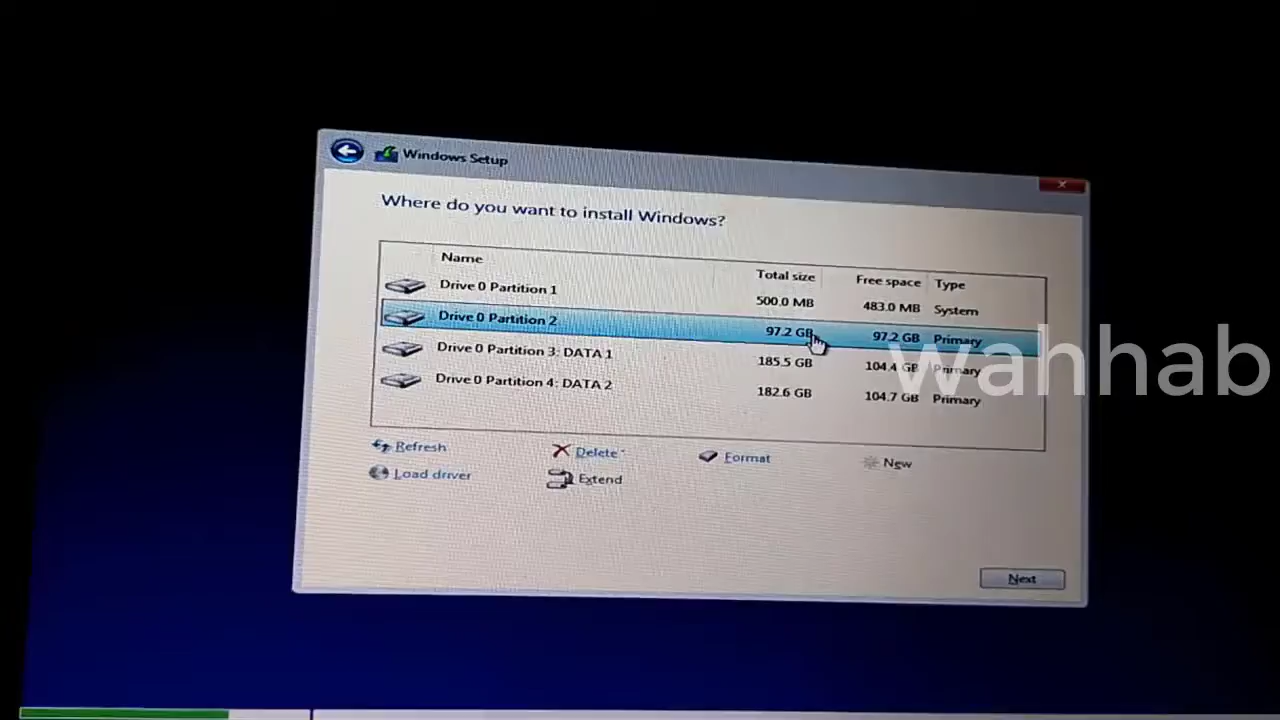 Windows Setup
Where do you want to install Windows?
Name Total size Free space Type
Drive 0 Partition 1 500.0 MB 483.0 MB System
Drive 0 Partition 2 97.2 GB 97.2 GB Primary
Drive 0 Partition 3: DATA 1 185.5 GB 104.4 GB Primary
Drive 0 Partition 4: DATA 2 182.6 GB 104.7 GB Primary
wahhab
Refresh Delete Format New
Load driver Extend
Next